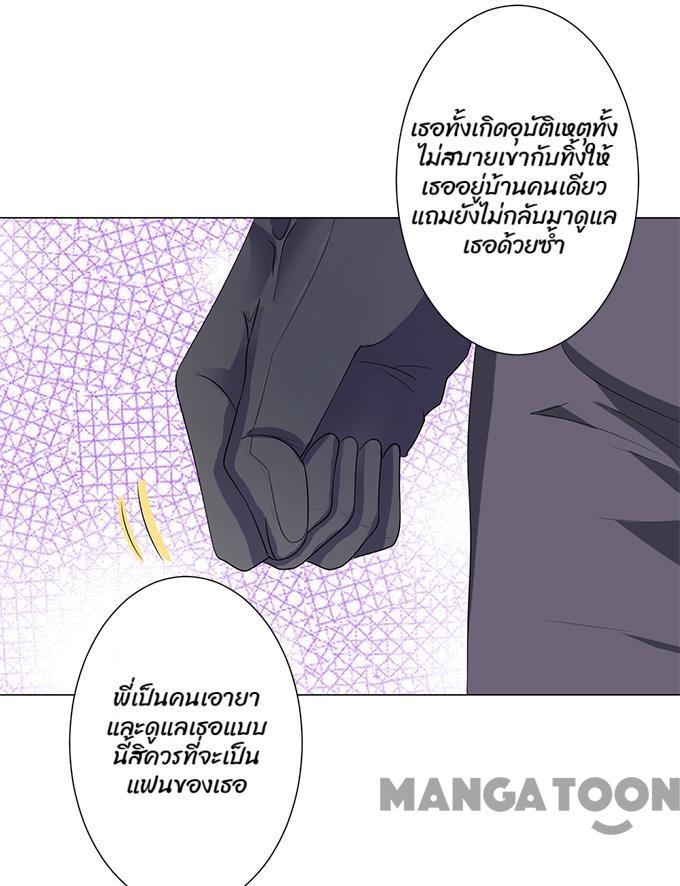 เธอทั้งเกิดอุบัติเหตุทั้ง
ไม่สบายเขากับทิ้งให้
เธออยู่บ้านคนเดียว
แถมยังไม่กลับมาดูแล
เธอด้วยซ้ำ
พี่เป็นคนเอายา
และดูแลเธอแบบ
นี้สิควรที่จะเป็น
แฟนของเธอ
MANGATOON